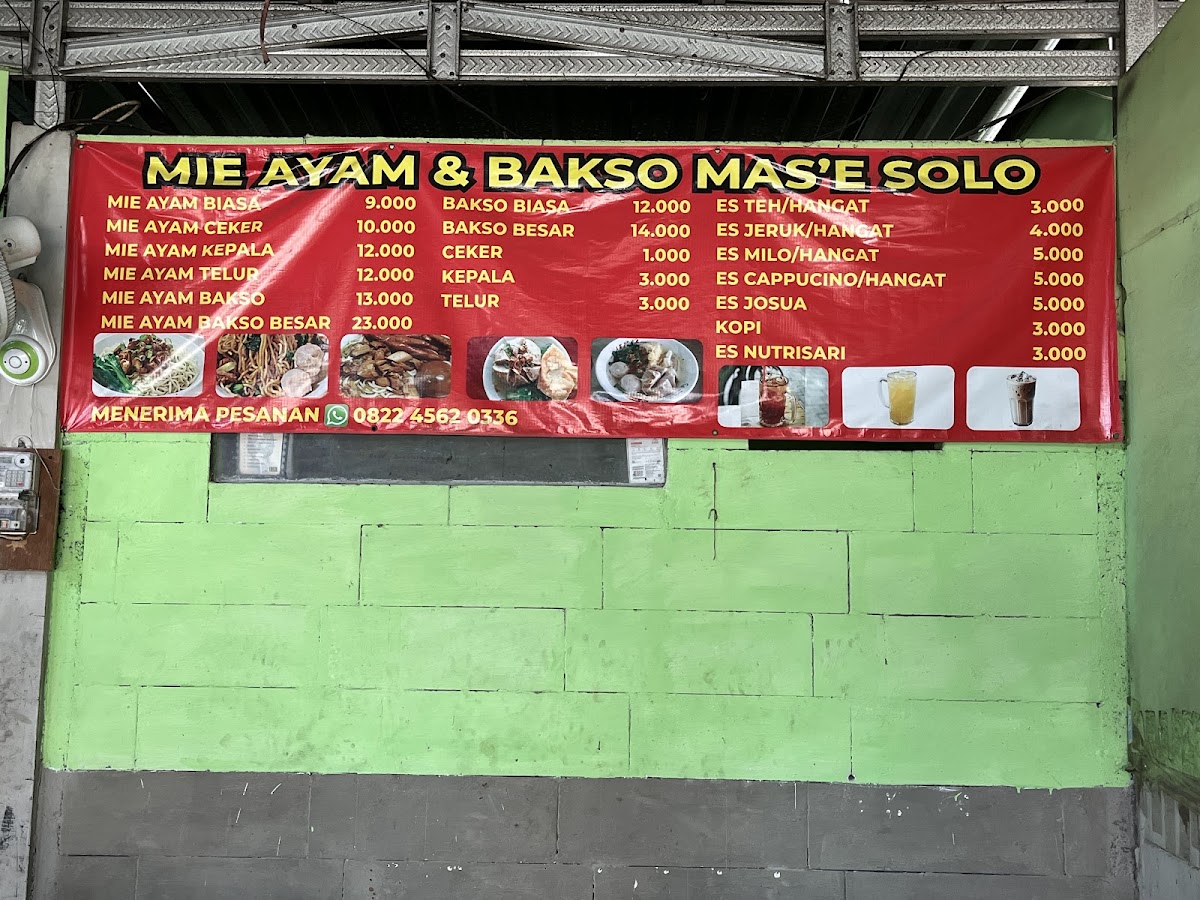 MIE AYAM & BAKSO MAS'E SOLO
MIE AYAM BIASA 9.000
MIE AYAM CEKER 10.000
MIE AYAM KEPALA 12.000
MIE AYAM TELUR 12.000
MIE AYAM BAKSO 13.000
MIE AYAM BAKSO BESAR 23.000
BAKSO BIASA 12.000
BAKSO BESAR 14.000
CEKER 1.000
KEPALA 3.000
TELUR 3.000
ES TEH/HANGAT 3.000
ES JERUK/HANGAT 4.000
ES MILO/HANGAT 5.000
ES CAPPUCINO/HANGAT 5.000
ES JOSUA 5.000
KOPI 3.000
ES NUTRISARI 3.000
MENERIMA PESANAN 0822 4562 0336